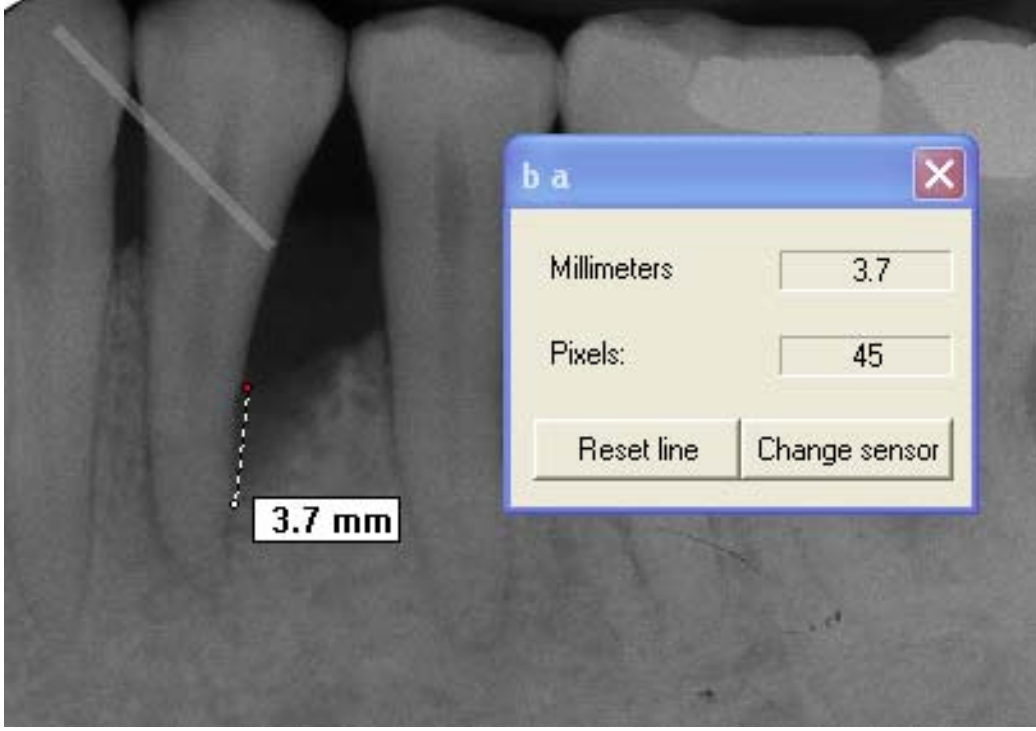 b a
Millimeters 3.7
Pixels: 45
Reset line Change sensor
3.7 mm